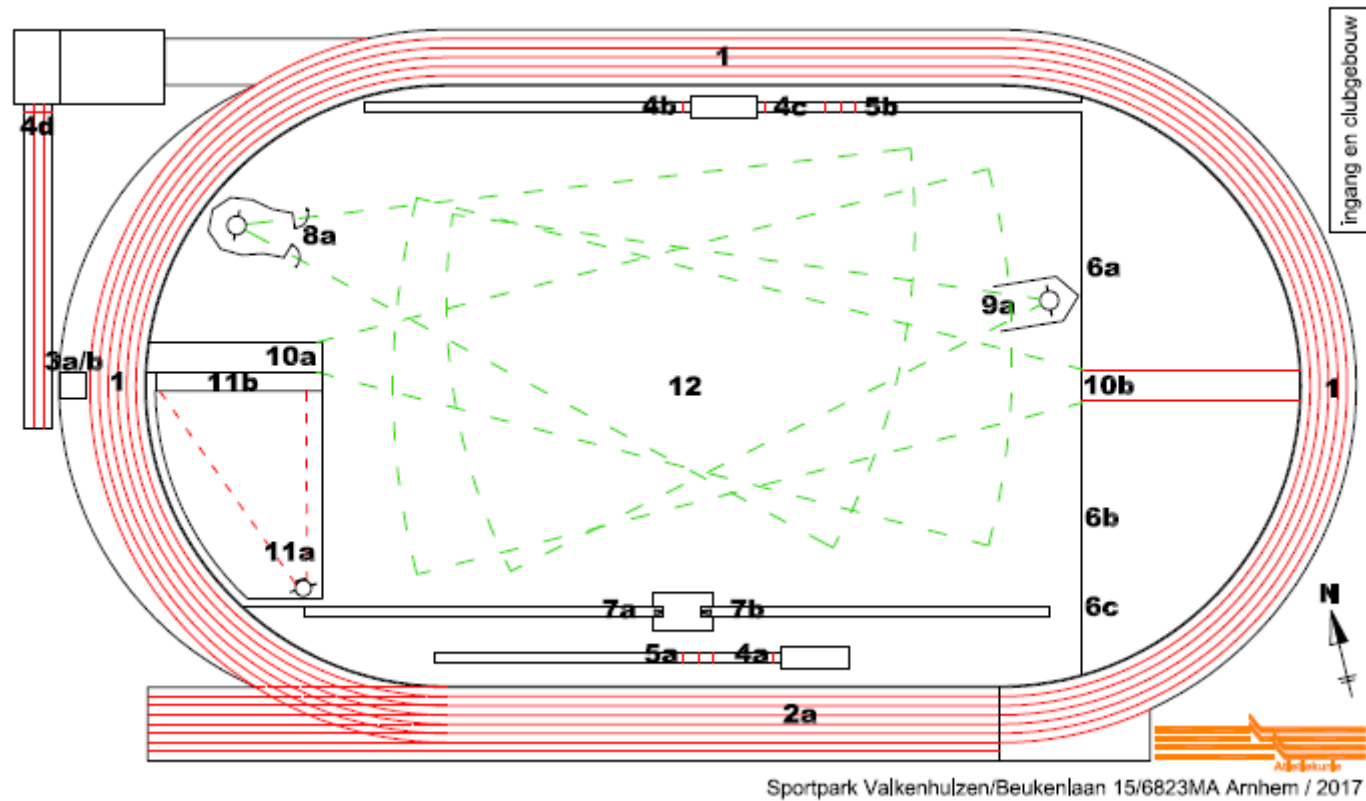 ingang en clubgebouw
1
4b 4c 5b
4d
8a
6a
9a
3a/b
1
10a
11b
12
10b
1
6b
11a
7a 7b
6c
N
5a 4a
2a
Atletiekunie
Sportpark Valkenhuizen/Beukenlaan 15/6823MA Arnhem / 2017